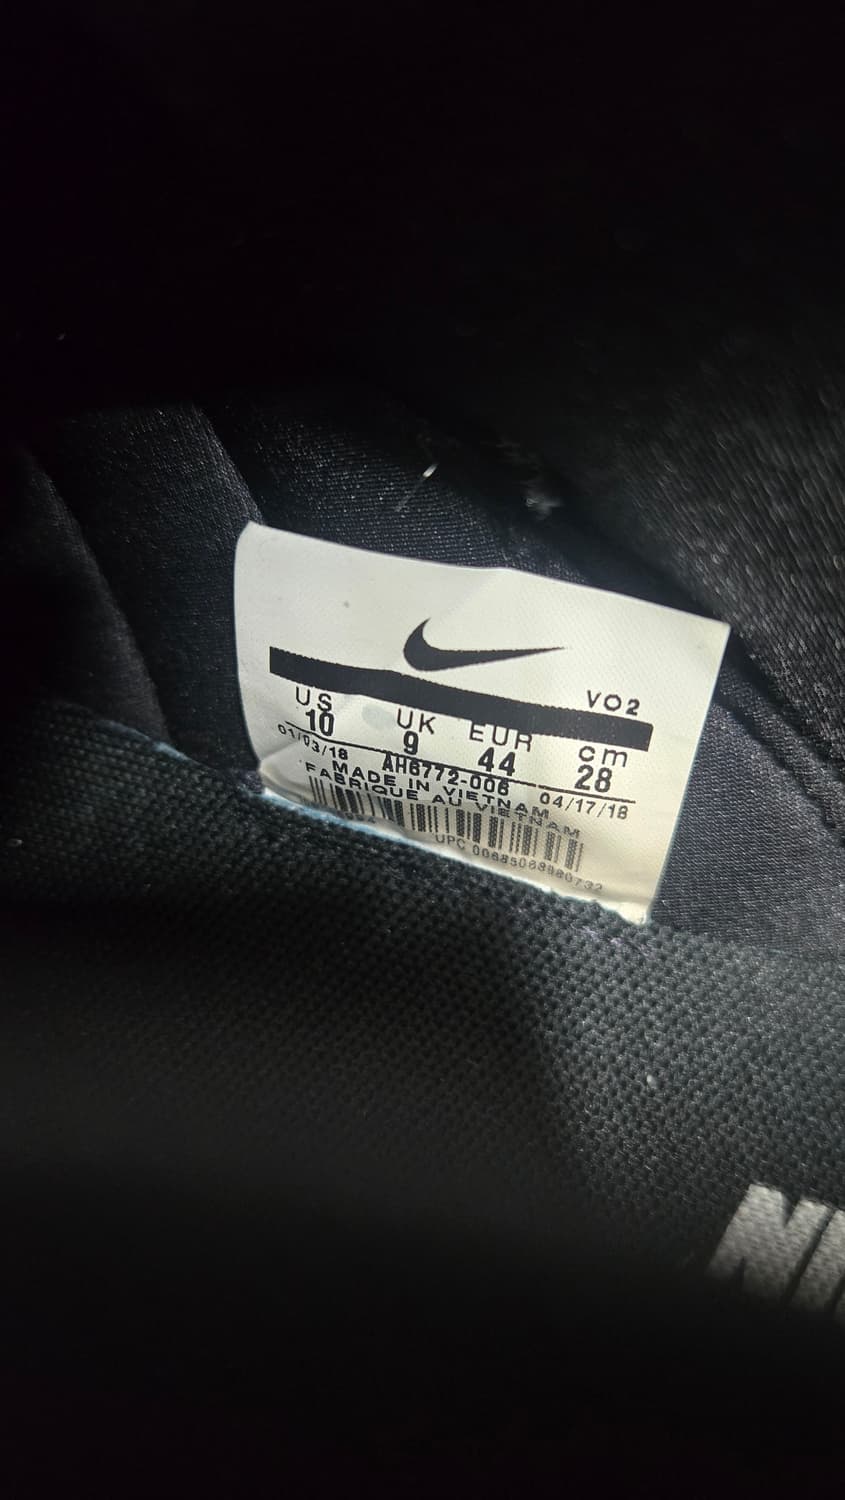 VO2
US UK EUR cm
10 9 44 28
01/03/18 AH6772-006 04/17/18
MADE IN VIETNAM
FABRIQUE AU VIETNAM
UPC